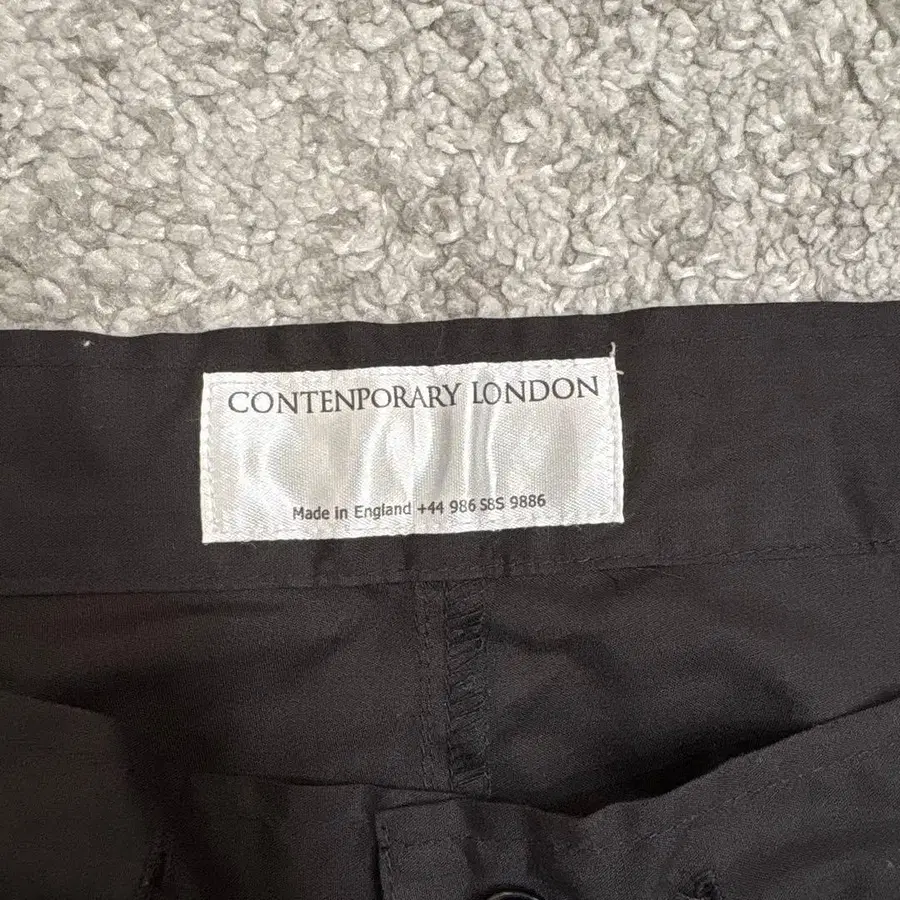 CONTENPORARY LONDON
Made in England +44 986 S8S 9886